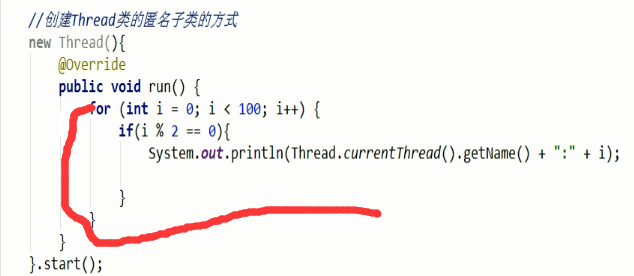 //创建Thread类的匿名子类的方式
new Thread(){
@Override
public void run() {
for (int i = 0; i < 100; i++) {
if(i % 2 == 0){
System.out.println(Thread.currentThread().getName() + ":" + i);
}
}
}
}.start();